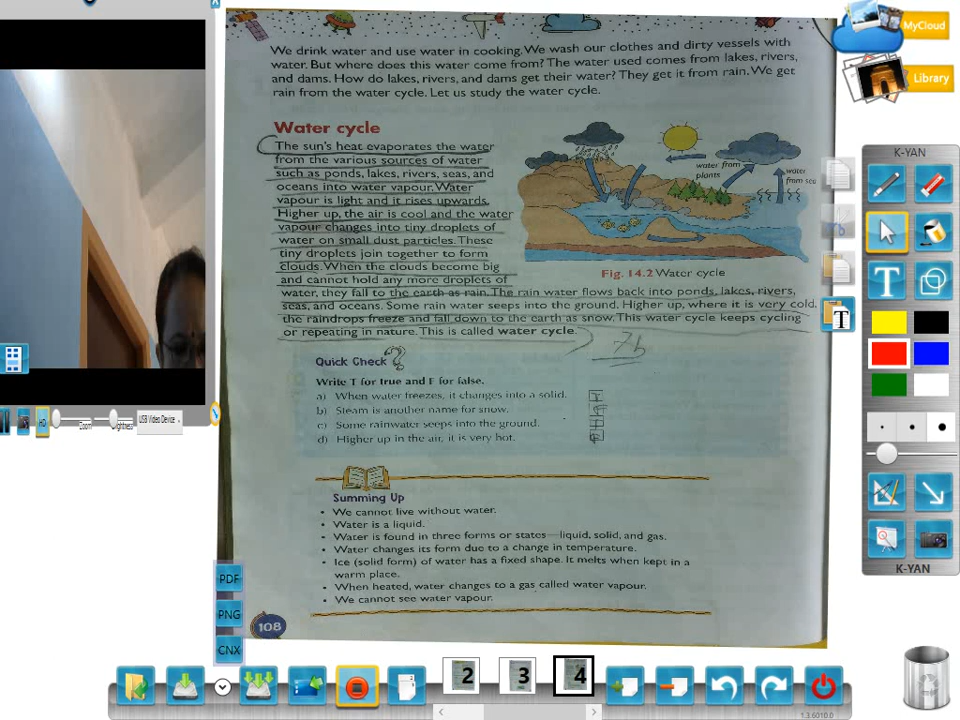 We drink water and use water in cooking. We wash our clothes and dirty vessels with
water. But where does this water come from? The water used comes from lakes, rivers,
and dams. How do lakes, rivers, and dams get their water? They get it from rain. We get
rain from the water cycle. Let us study the water cycle.
Water cycle
The sun's heat evaporates the water
from the various sources of water
such as ponds, lakes, rivers, seas, and
oceans into water vapour. Water
vapour is light and it rises upwards.
Higher up, the air is cool and the water
vapour changes into tiny droplets of
water on small dust particles. These
tiny droplets join together to form
clouds. When the clouds become big
and cannot hold any more droplets of
water, they fall to the earth as rain. The rain water flows back into ponds, lakes, rivers,
seas, and oceans. Some rain water seeps into the ground. Higher up, where it is very cold,
the raindrops freeze and fall down to the earth as snow. This water cycle keeps cycling
or repeating in nature. This is called water cycle.
water from
plants
water
from sea
Fig. 14.2 Water cycle
7b
Quick Check
Write T for true and F for false.
a) When water freezes, it changes into a solid. T
b) Steam is another name for snow. F
c) Some rainwater seeps into the ground. T
d) Higher up in the air, it is very hot.
Summing Up
• We cannot live without water.
• Water is a liquid.
• Water is found in three forms or states—liquid, solid, and gas.
• Water changes its form due to a change in temperature.
• Ice (solid form) of water has a fixed shape. It melts when kept in a
warm place.
• When heated, water changes to a gas called water vapour.
• We cannot see water vapour.
108
MyCloud
Library
K-YAN
T
K-YAN
T
HD
Zoom
Brightness
USB Video Device
PDF
PNG
CNX
2
3
4
1.3.6010.0